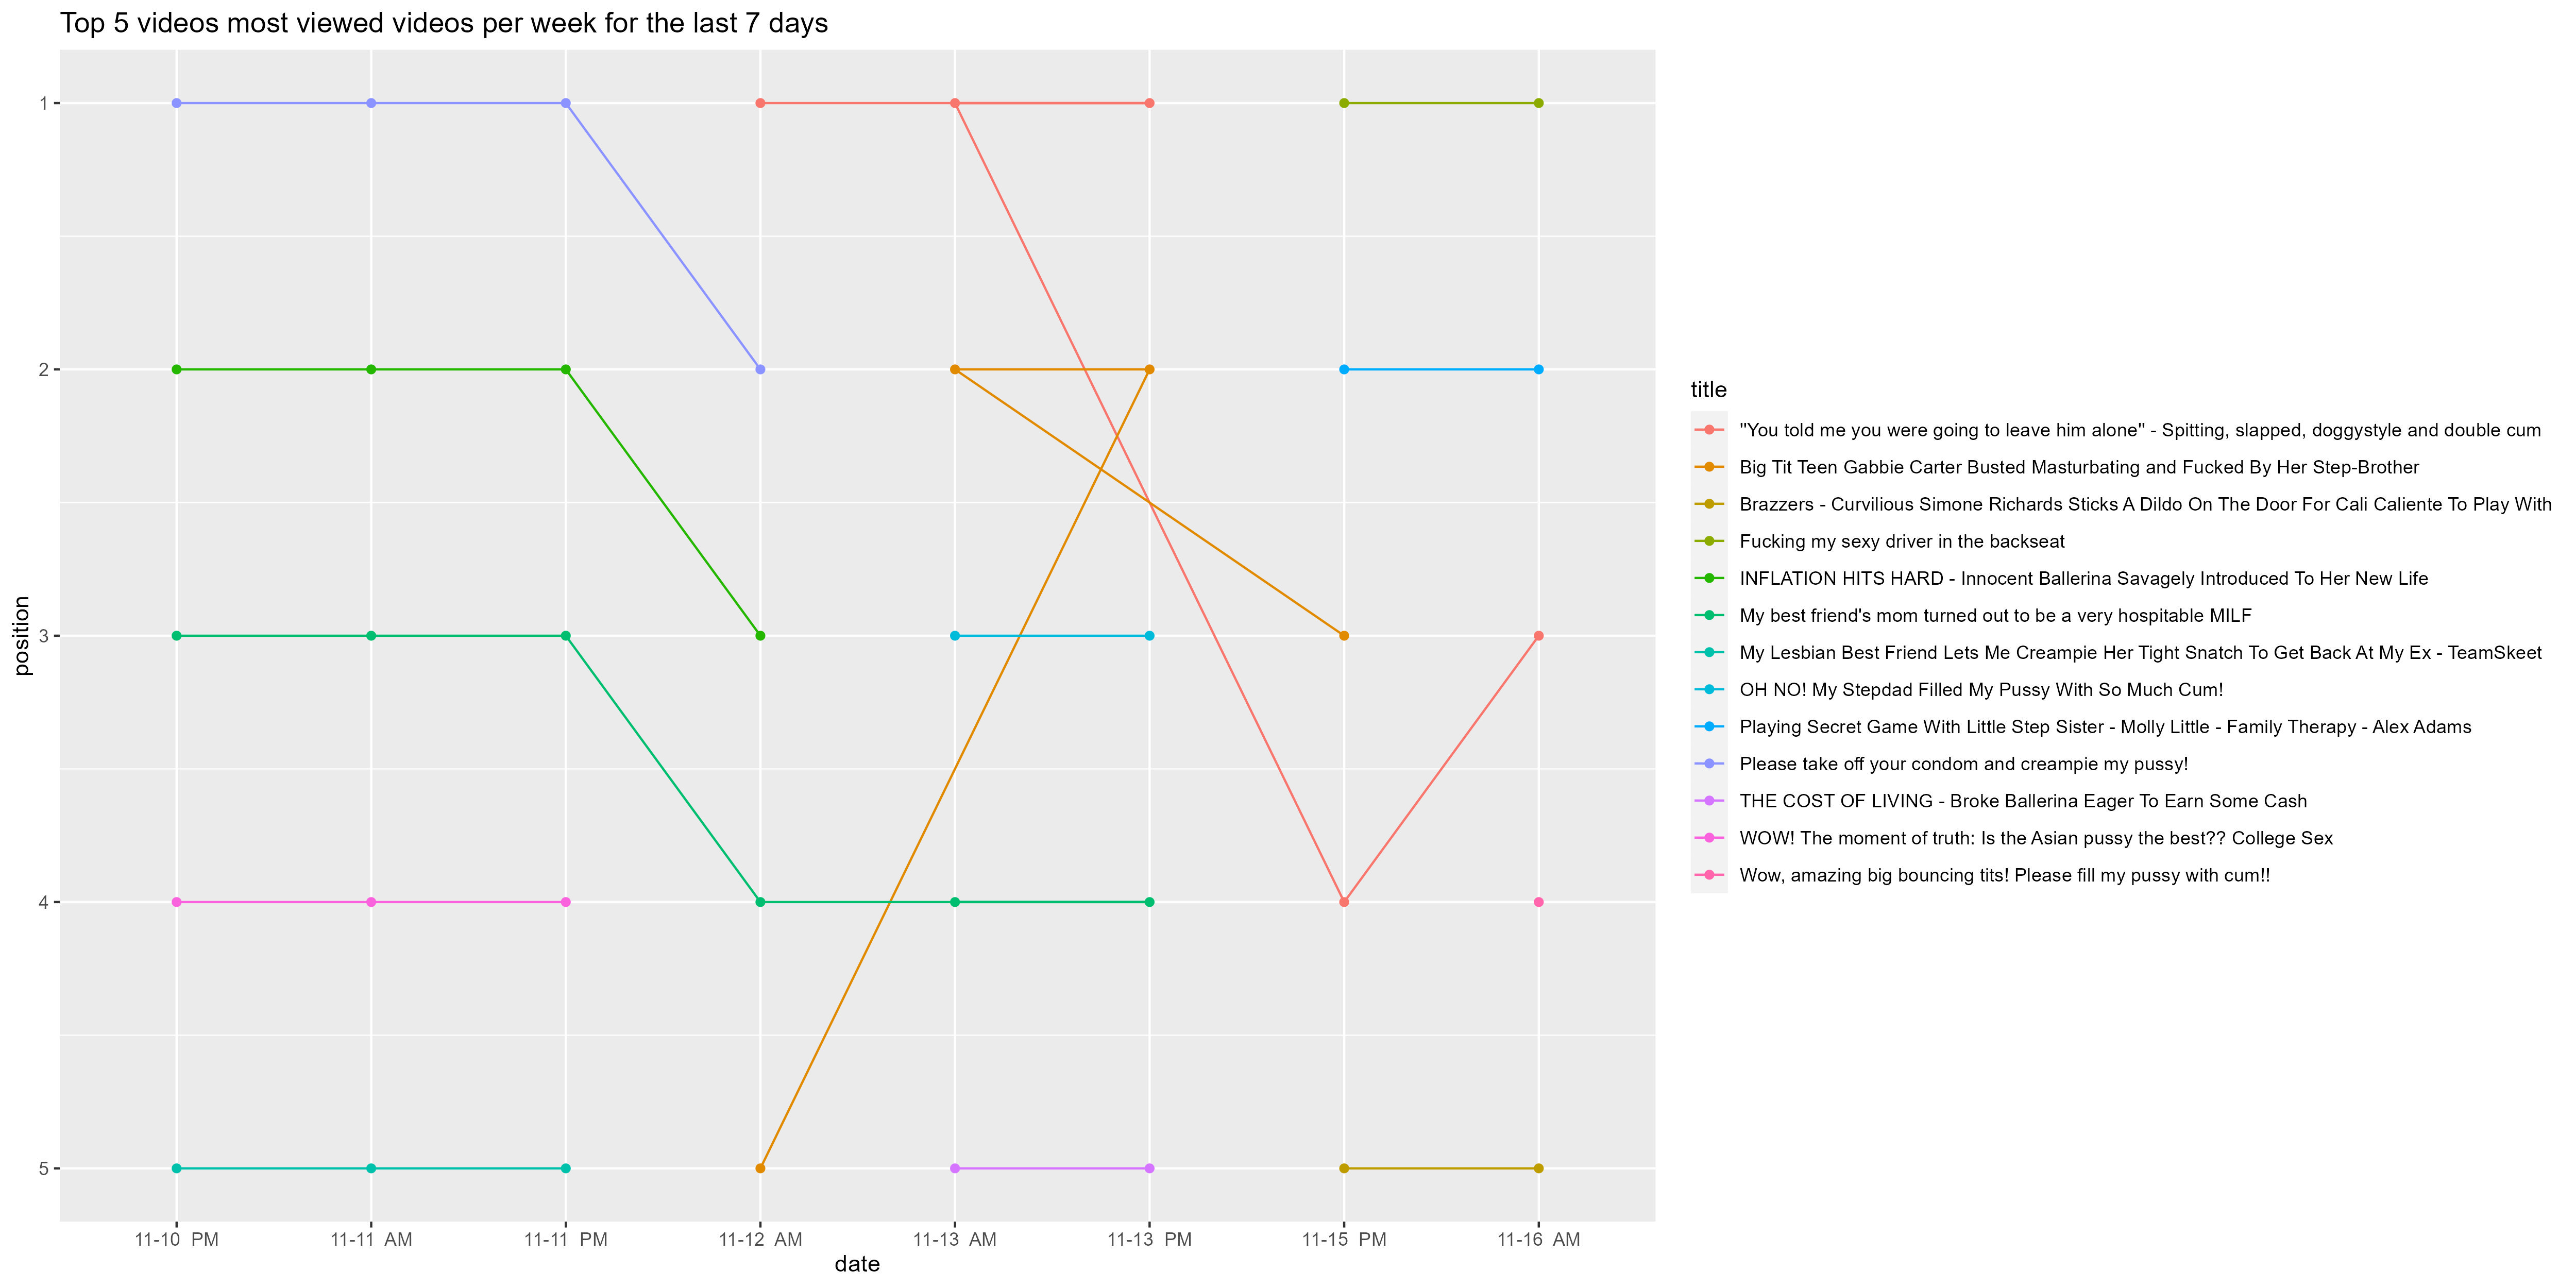 Top 5 videos most viewed videos per week for the last 7 days
1
2
3
4
5
position
11-10 PM
11-11 AM
11-11 PM
11-12 AM
11-13 AM
11-13 PM
11-15 PM
11-16 AM
date
title
"You told me you were going to leave him alone" - Spitting, slapped, doggystyle and double cum
Big Tit Teen Gabbie Carter Busted Masturbating and Fucked By Her Step-Brother
Brazzers - Curvilious Simone Richards Sticks A Dildo On The Door For Cali Caliente To Play With
Fucking my sexy driver in the backseat
INFLATION HITS HARD - Innocent Ballerina Savagely Introduced To Her New Life
My best friend's mom turned out to be a very hospitable MILF
My Lesbian Best Friend Lets Me Creampie Her Tight Snatch To Get Back At My Ex - TeamSkeet
OH NO! My Stepdad Filled My Pussy With So Much Cum!
Playing Secret Game With Little Step Sister - Molly Little - Family Therapy - Alex Adams
Please take off your condom and creampie my pussy!
THE COST OF LIVING - Broke Ballerina Eager To Earn Some Cash
WOW! The moment of truth: Is the Asian pussy the best?? College Sex
Wow, amazing big bouncing tits! Please fill my pussy with cum!!